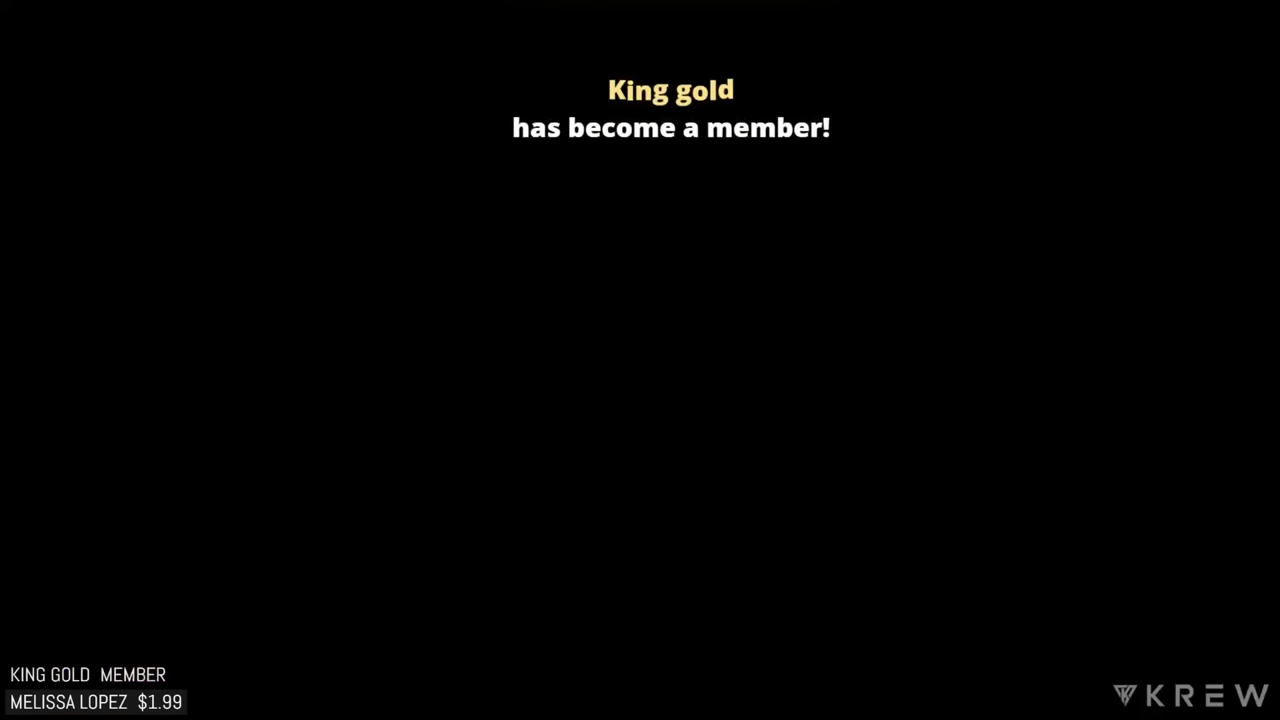 King gold
has become a member!
KING GOLD MEMBER
MELISSA LOPEZ $1.99
KREW